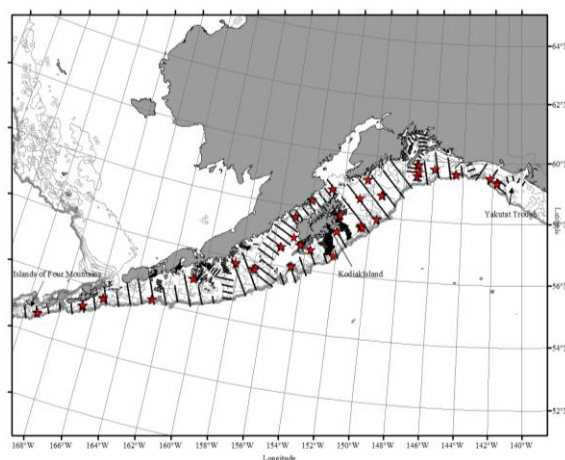 64°N
62°N
60°N
58°N
56°N
54°N
52°N
Yakutat Trough
Kodiak Island
Islands of Four Mountains
168°W 166°W 164°W 162°W 160°W 158°W 156°W 154°W 152°W 150°W 148°W 146°W 144°W 142°W 140°W
Longitude